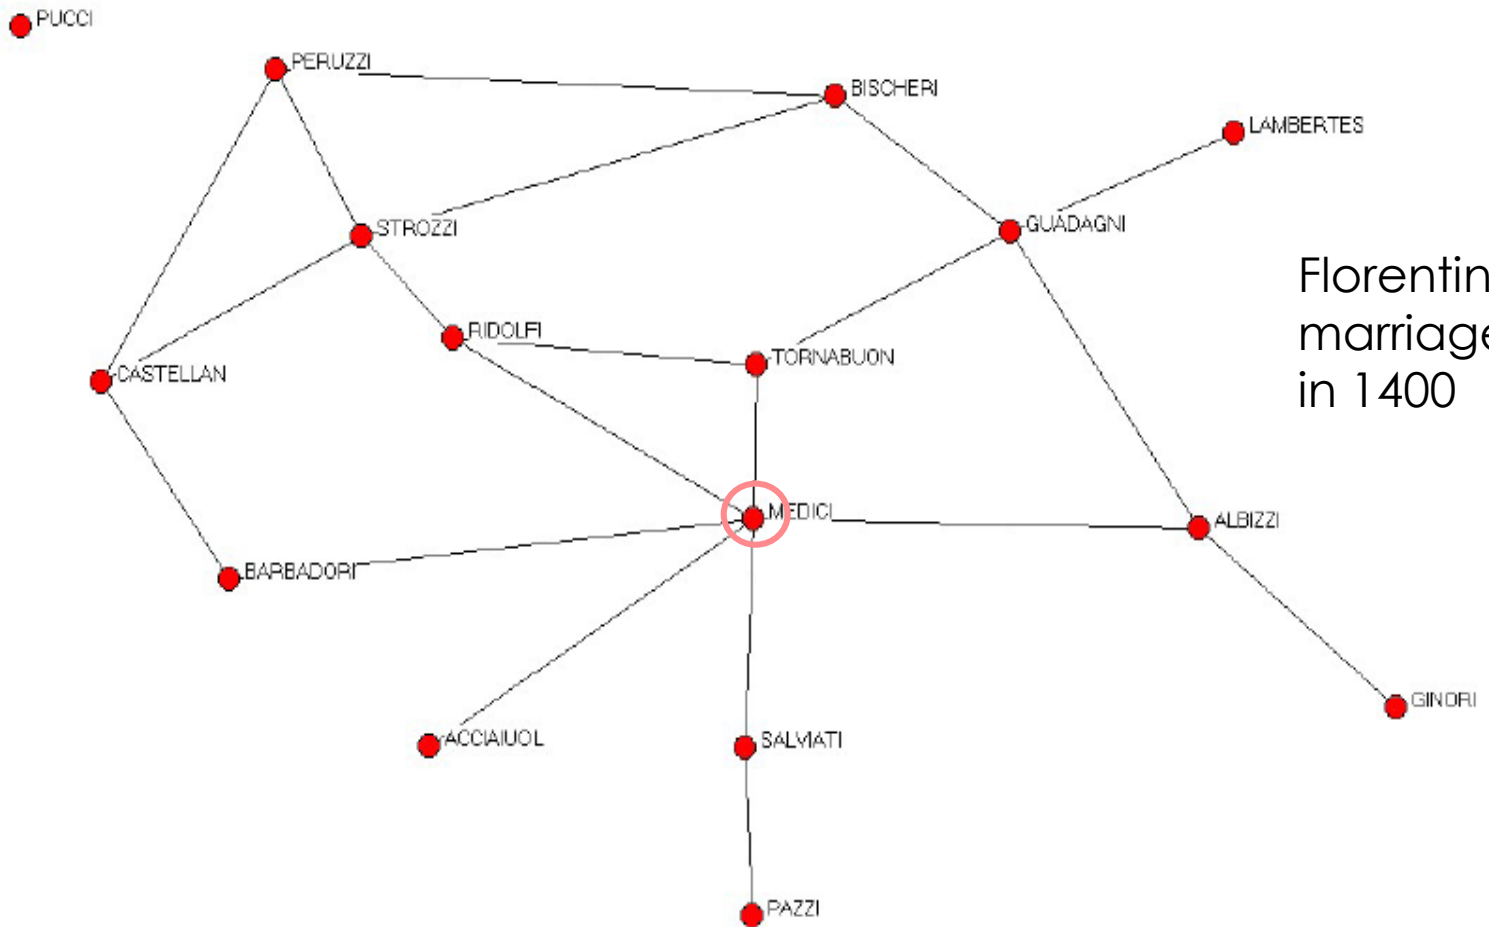 PUCCI
PERUZZI
BISCHERI
LAMBERTES
STROZZI
GUADAGNI
Florentin
marriage
in 1400
RIDOLFI
TORNABUON
CASTELLAN
MEDICI
ALBIZZI
BARBADORI
GINORI
ACCIAIUOL
SALVIATI
PAZZI